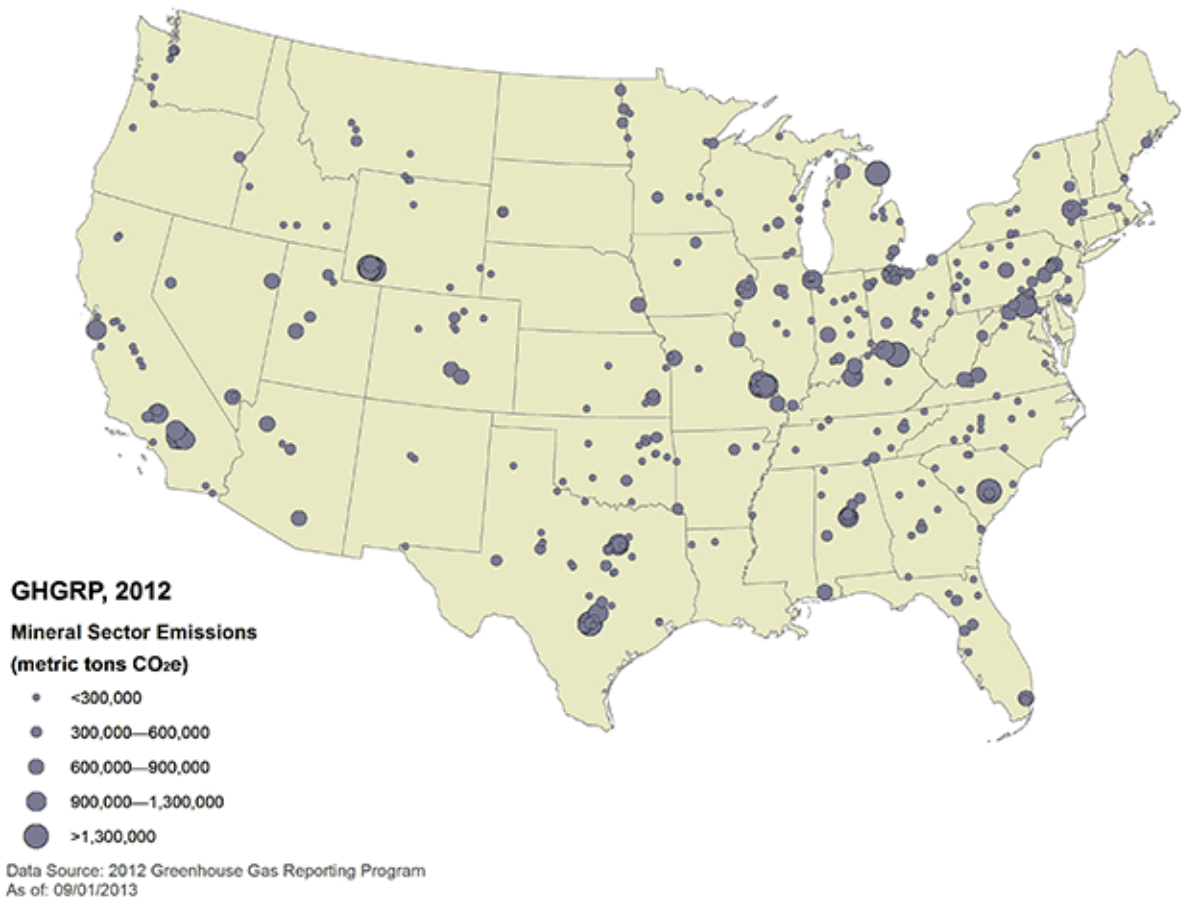 GHGRP, 2012
Mineral Sector Emissions
(metric tons CO₂e)
<300,000
300,000—600,000
600,000—900,000
900,000—1,300,000
>1,300,000
Data Source: 2012 Greenhouse Gas Reporting Program
As of: 09/01/2013